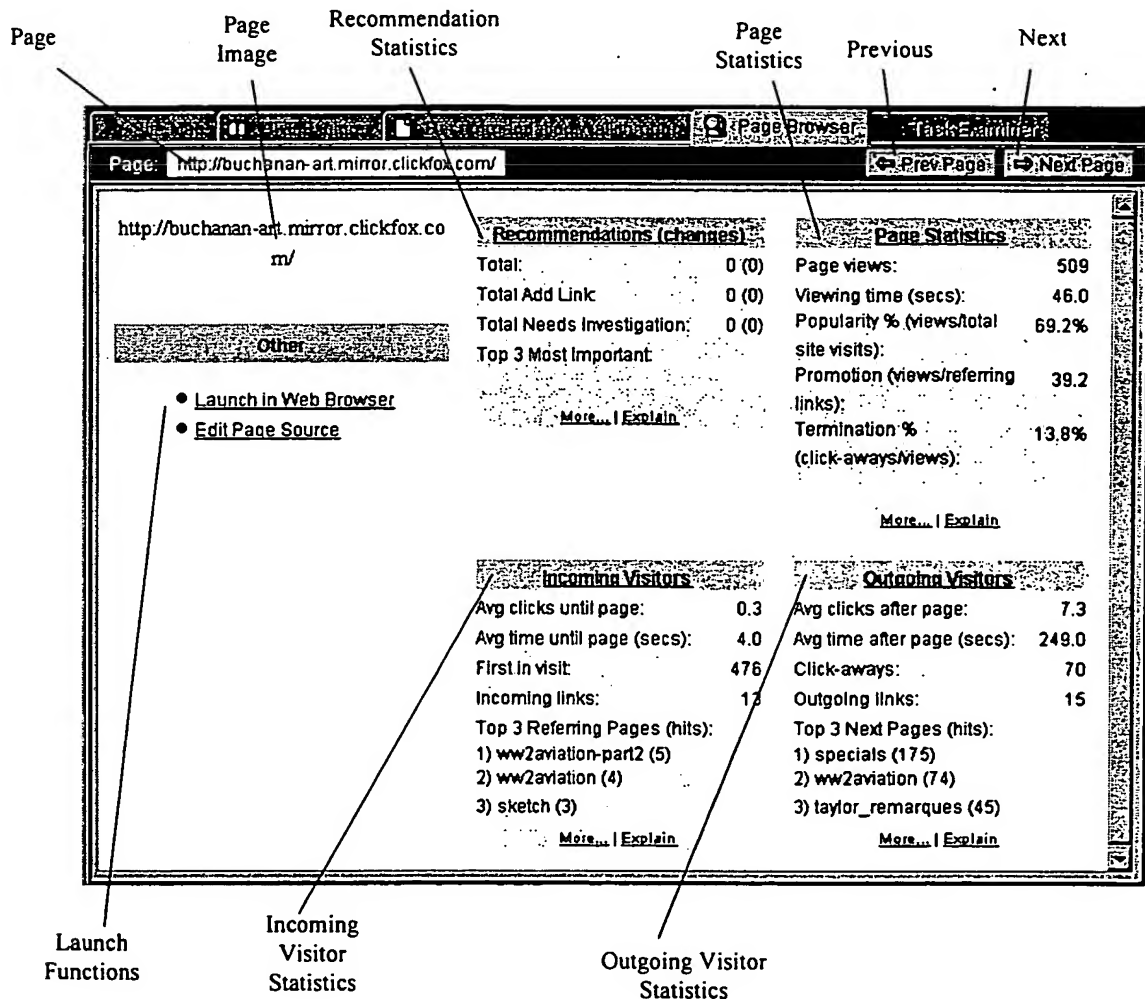 Page
Page
Image
Recommendation
Statistics
Page
Statistics
Previous
Next
Page Browser
Task Examiner
Page: http://buchanan-art.mirror.clickfox.com/
Prev Page
Next Page
http://buchanan-art.mirror.clickfox.co
m/
Other
Launch in Web Browser
Edit Page Source
Recommendations (changes)
Total: 0 (0)
Total Add Link: 0 (0)
Total Needs Investigation: 0 (0)
Top 3 Most Important:
More... | Explain
Page Statistics
Page views: 509
Viewing time (secs): 46.0
Popularity % (views/total 69.2%
site visits):
Promotion (views/referring 39.2
links):
Termination % 13.8%
(click-aways/views):
More... | Explain
Incoming Visitors
Avg clicks until page: 0.3
Avg time until page (secs): 4.0
First in visit: 476
Incoming links: 13
Top 3 Referring Pages (hits):
1) ww2aviation-part2 (5)
2) ww2aviation (4)
3) sketch (3)
More... | Explain
Outgoing Visitors
Avg clicks after page: 7.3
Avg time after page (secs): 249.0
Click-aways: 70
Outgoing links: 15
Top 3 Next Pages (hits):
1) specials (175)
2) ww2aviation (74)
3) taylor_remarques (45)
More... | Explain
Launch
Functions
Incoming
Visitor
Statistics
Outgoing Visitor
Statistics